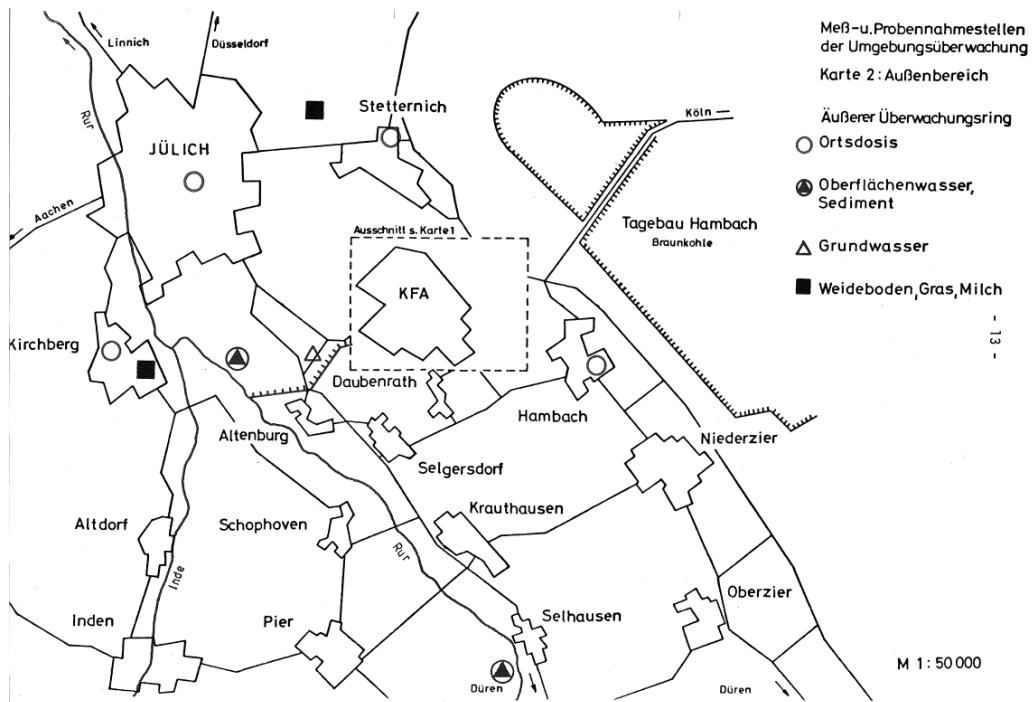 Linnich
Düsseldorf
Meß-u.Probennahmestellen
der Umgebungsüberwachung
Karte 2: Außenbereich
Äußerer Überwachungsring
Ortsdosis
Oberflächenwasser,
Sediment
Grundwasser
Weideboden, Gras, Milch
- 13 -
Rur
Stetternich
Köln
JÜLICH
Aachen
Tagebau Hambach
Braunkohle
Ausschnitt s. Karte 1
KFA
Kirchberg
Daubenrath
Hambach
Altenburg
Niederzier
Selgersdorf
Krauthausen
Altdorf
Schophoven
Rur
Inde
Oberzier
Inden
Pier
Selhausen
M 1: 50 000
Düren
Düren